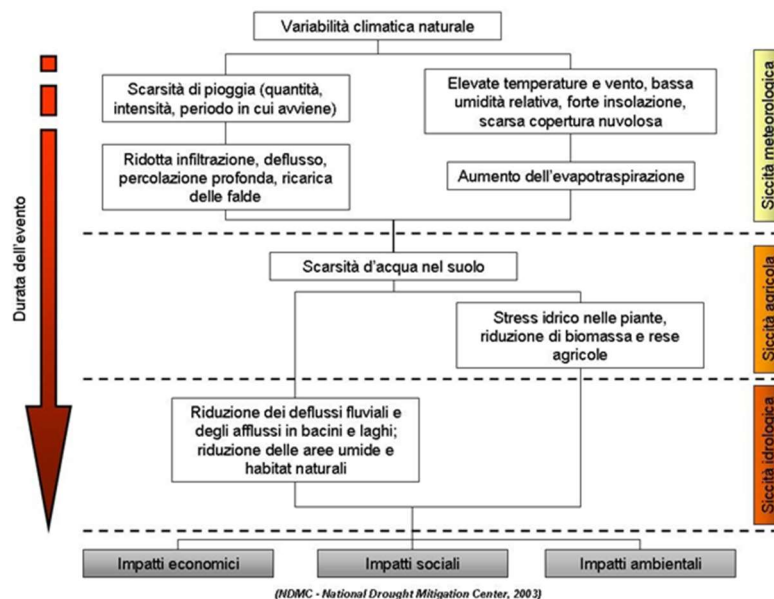 Variabilità climatica naturale
Scarsità di pioggia (quantità,
intensità, periodo in cui avviene)
Elevate temperature e vento, bassa
umidità relativa, forte insolazione,
scarsa copertura nuvolosa
Ridotta infiltrazione, deflusso,
percolazione profonda, ricarica
delle falde
Aumento dell'evapotraspirazione
Siccità meteorologica
Durata dell'evento
Scarsità d'acqua nel suolo
Stress idrico nelle piante,
riduzione di biomassa e rese
agricole
Siccità agricola
Riduzione dei deflussi fluviali e
degli afflussi in bacini e laghi;
riduzione delle aree umide e
habitat naturali
Siccità idrologica
Impatti economici
Impatti sociali
Impatti ambientali
(NDMC - National Drought Mitigation Center, 2003)